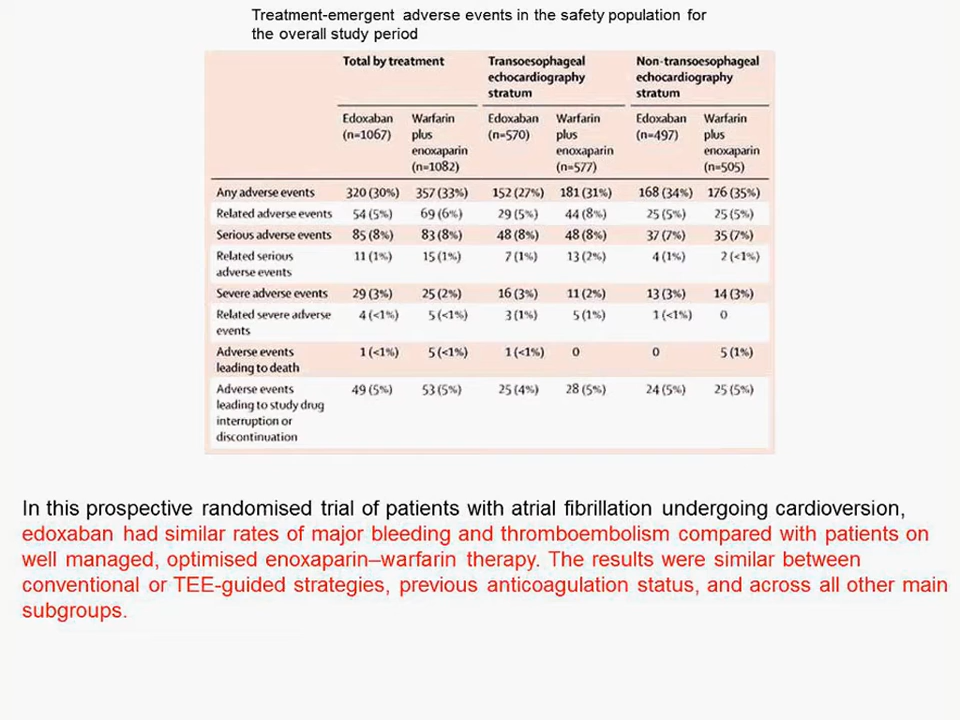 Treatment-emergent adverse events in the safety population for
the overall study period
Total by treatment Transoesophageal echocardiography stratum Non-transoesophageal echocardiography stratum
Edoxaban (n=1067) Warfarin plus enoxaparin (n=1082) Edoxaban (n=570) Warfarin plus enoxaparin (n=577) Edoxaban (n=497) Warfarin plus enoxaparin (n=505)
Any adverse events 320 (30%) 357 (33%) 152 (27%) 181 (31%) 168 (34%) 176 (35%)
Related adverse events 54 (5%) 69 (6%) 29 (5%) 44 (8%) 25 (5%) 25 (5%)
Serious adverse events 85 (8%) 83 (8%) 48 (8%) 48 (8%) 37 (7%) 35 (7%)
Related serious adverse events 11 (1%) 15 (1%) 7 (1%) 13 (2%) 4 (1%) 2 (<1%)
Severe adverse events 29 (3%) 25 (2%) 16 (3%) 11 (2%) 13 (3%) 14 (3%)
Related severe adverse events 4 (<1%) 5 (<1%) 3 (1%) 5 (1%) 1 (<1%) 0
Adverse events leading to death 1 (<1%) 5 (<1%) 1 (<1%) 0 0 5 (1%)
Adverse events leading to study drug interruption or discontinuation 49 (5%) 53 (5%) 25 (4%) 28 (5%) 24 (5%) 25 (5%)
In this prospective randomised trial of patients with atrial fibrillation undergoing cardioversion,
edoxaban had similar rates of major bleeding and thromboembolism compared with patients on
well managed, optimised enoxaparin–warfarin therapy. The results were similar between
conventional or TEE-guided strategies, previous anticoagulation status, and across all other main
subgroups.